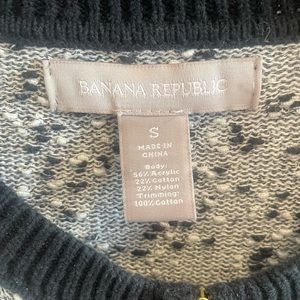 BANANA REPUBLIC
S
MADE IN
CHINA
Body:
56% Acrylic
22% Cotton
22% Nylon
Trimming:
100% Cotton